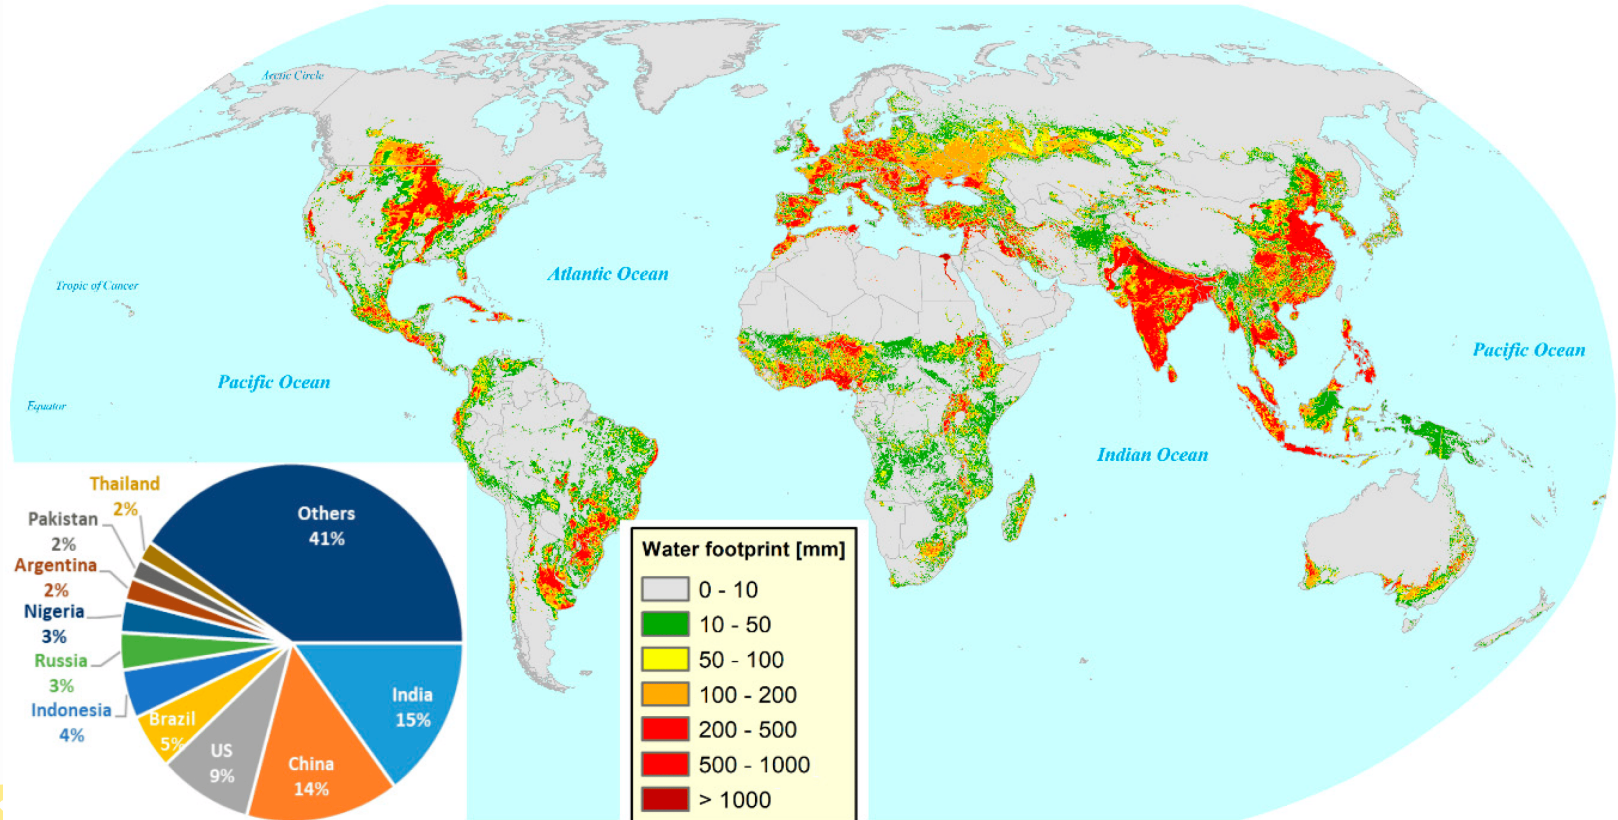 Arctic Circle
Atlantic Ocean
Tropic of Cancer
Pacific Ocean
Pacific Ocean
Equator
Indian Ocean
Thailand
2%
Pakistan
2%
Argentina
2%
Nigeria
3%
Russia
3%
Indonesia
4%
Brazil
5%
US
9%
China
14%
India
15%
Others
41%
Water footprint [mm]
0 - 10
10 - 50
50 - 100
100 - 200
200 - 500
500 - 1000
> 1000